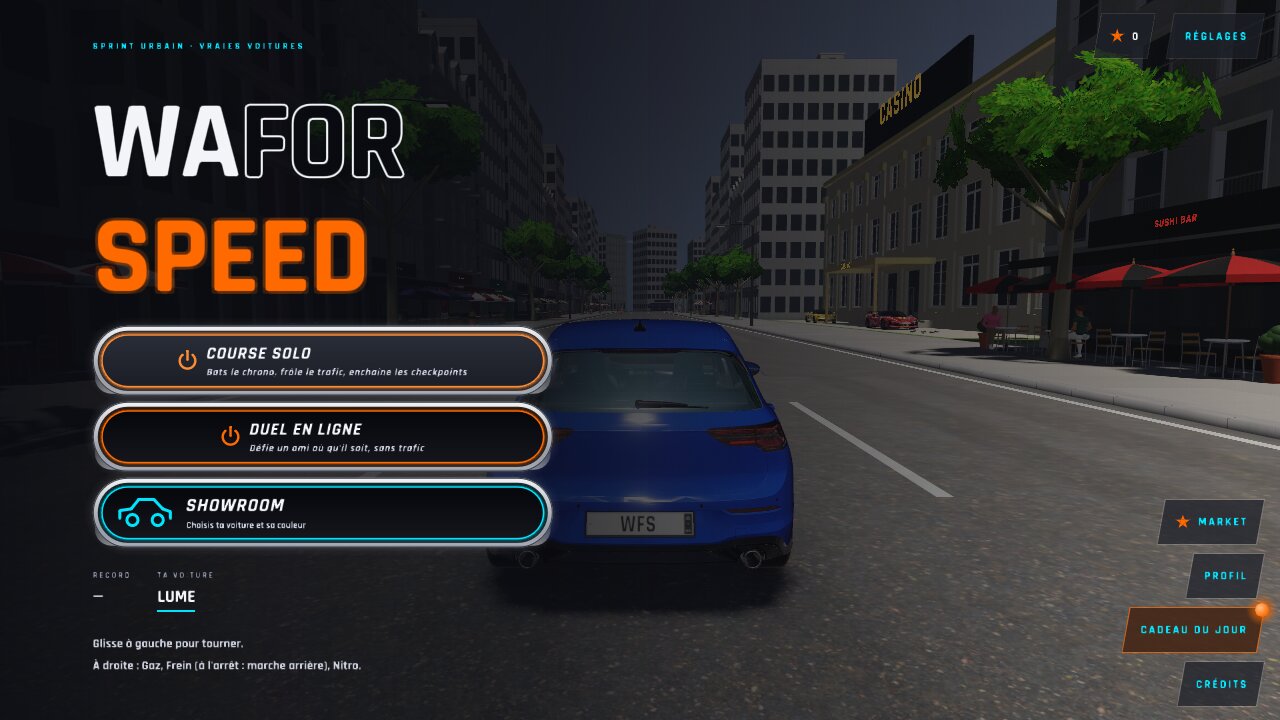 SPRINT URBAIN · VRAIES VOITURES
★ 0
RÉGLAGES
WAFOR
SPEED
CASINO
SUSHI BAR
COURSE SOLO
Bats le chrono, frôle le trafic, enchaîne les checkpoints
DUEL EN LIGNE
Défie un ami où qu'il soit, sans trafic
SHOWROOM
Choisis ta voiture et sa couleur
WFS
RECORD
—
TA VOITURE
LUME
Glisse à gauche pour tourner.
À droite : Gaz, Frein (à l'arrêt : marche arrière), Nitro.
★ MARKET
PROFIL
CADEAU DU JOUR
CRÉDITS